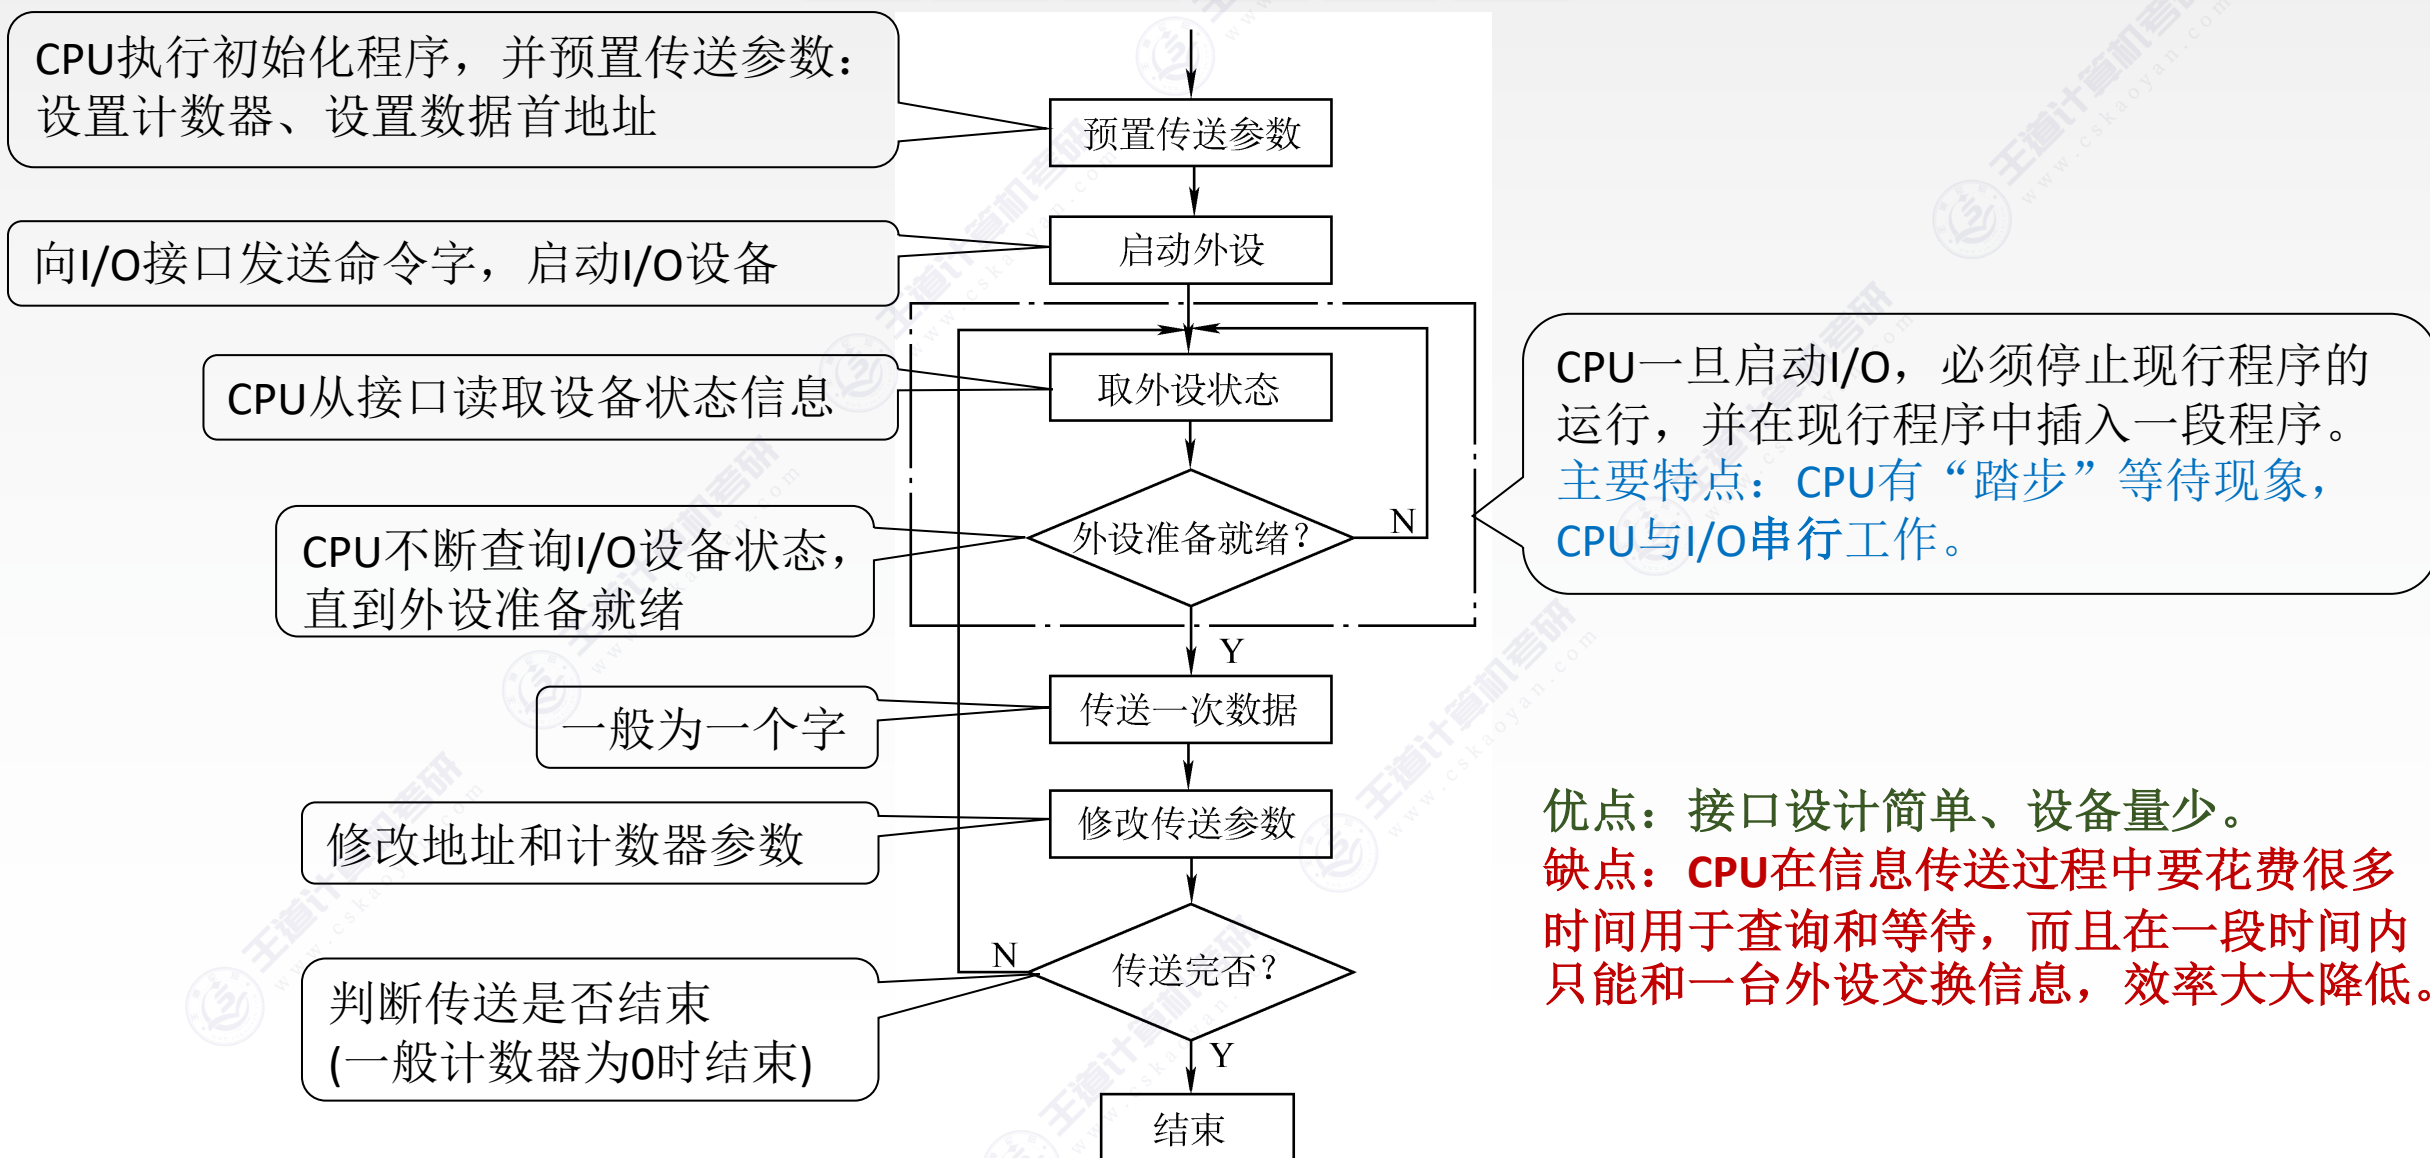 CPU执行初始化程序，并预置传送参数：
设置计数器、设置数据首地址
预置传送参数
向I/O接口发送命令字，启动I/O设备
启动外设
CPU从接口读取设备状态信息
取外设状态
CPU一旦启动I/O，必须停止现行程序的
运行，并在现行程序中插入一段程序。
主要特点：CPU有“踏步”等待现象，
CPU与I/O串行工作。
CPU不断查询I/O设备状态，
直到外设准备就绪
外设准备就绪？
N
Y
一般为一个字
传送一次数据
修改地址和计数器参数
修改传送参数
优点：接口设计简单、设备量少。
缺点：CPU在信息传送过程中要花费很多
时间用于查询和等待，而且在一段时间内
只能和一台外设交换信息，效率大大降低。
判断传送是否结束
(一般计数器为0时结束)
N
传送完否？
Y
结束
王道计算机考研
www.cskaoyan.com